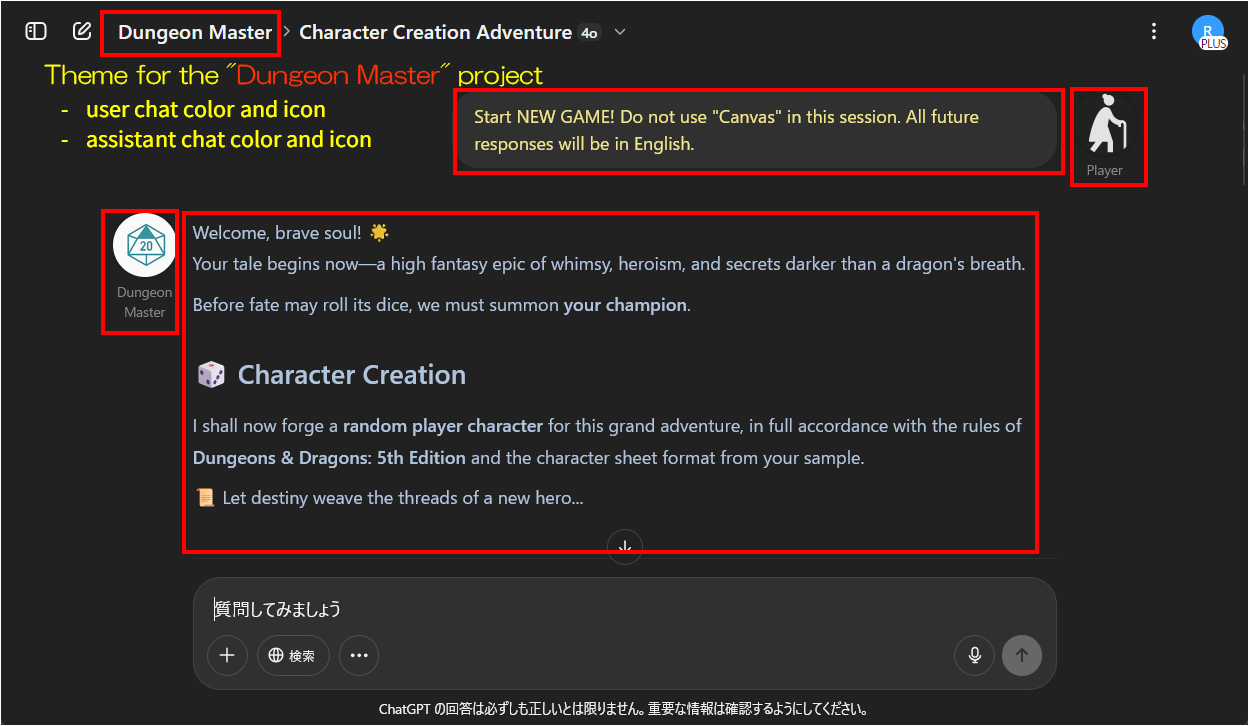 Dungeon Master > Character Creation Adventure 4o
R
PLUS
Theme for the "Dungeon Master" project
- user chat color and icon
- assistant chat color and icon
Start NEW GAME! Do not use "Canvas" in this session. All future
responses will be in English.
Player
20
Dungeon
Master
Welcome, brave soul! 🌟
Your tale begins now—a high fantasy epic of whimsy, heroism, and secrets darker than a dragon's breath.
Before fate may roll its dice, we must summon your champion.
🎲 Character Creation
I shall now forge a random player character for this grand adventure, in full accordance with the rules of
Dungeons & Dragons: 5th Edition and the character sheet format from your sample.
📜 Let destiny weave the threads of a new hero...
質問してみましょう
検索
ChatGPT の回答は必ずしも正しいとは限りません。重要な情報は確認するようにしてください。